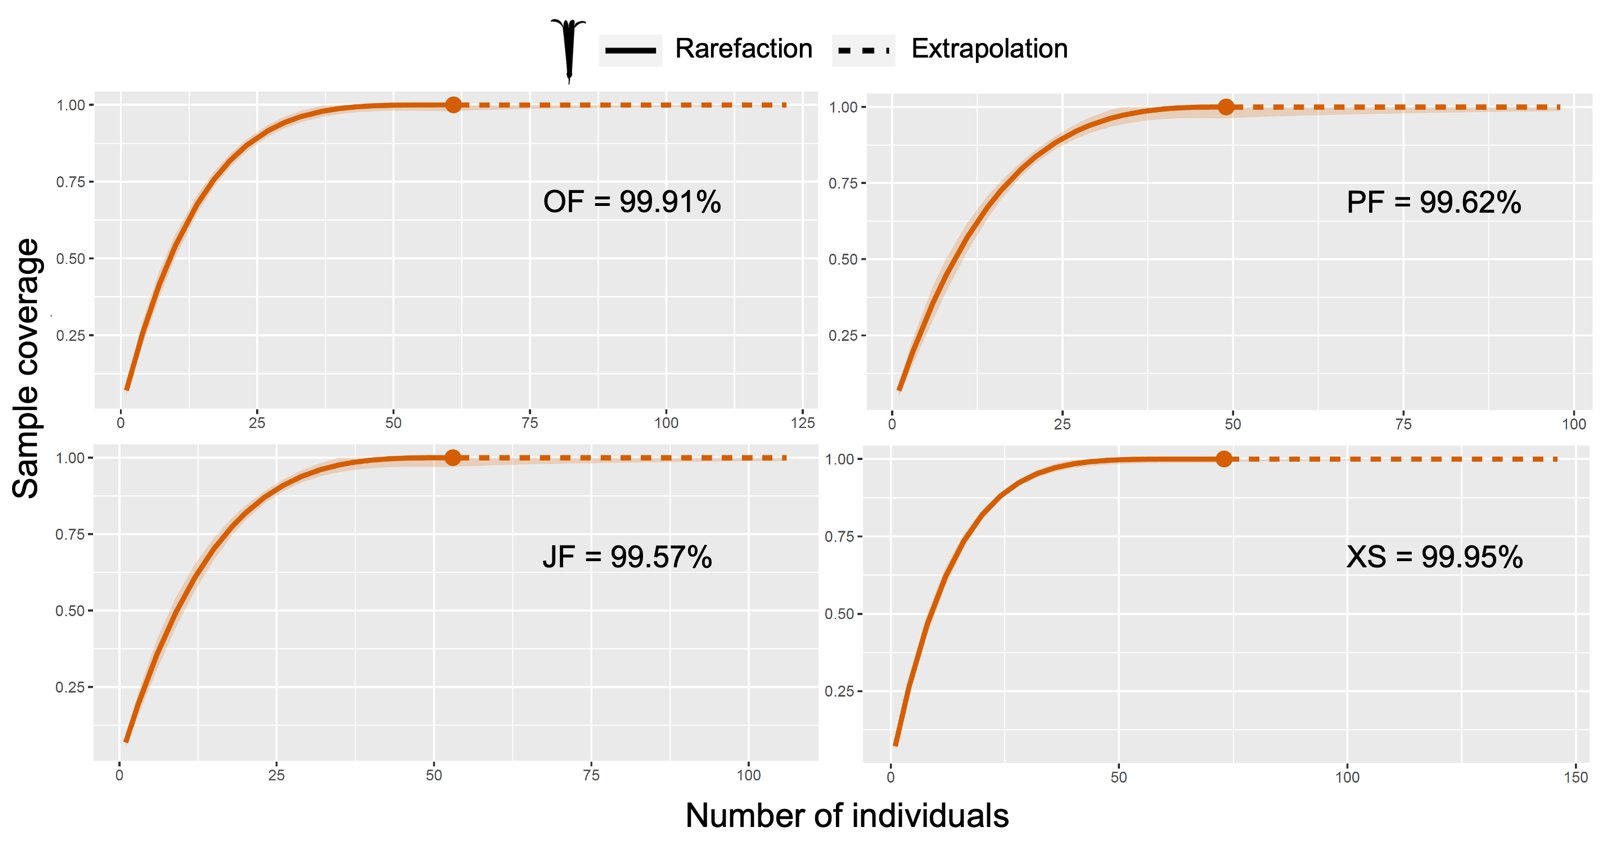 Rarefaction Extrapolation
Sample coverage
1.00
0.75
0.50
0.25
OF = 99.91%
0 25 50 75 100 125
1.00
0.75
0.50
0.25
PF = 99.62%
0 25 50 75 100
1.00
0.75
0.50
0.25
JF = 99.57%
0 25 50 75 100
1.00
0.75
0.50
0.25
XS = 99.95%
0 50 100 150
Number of individuals